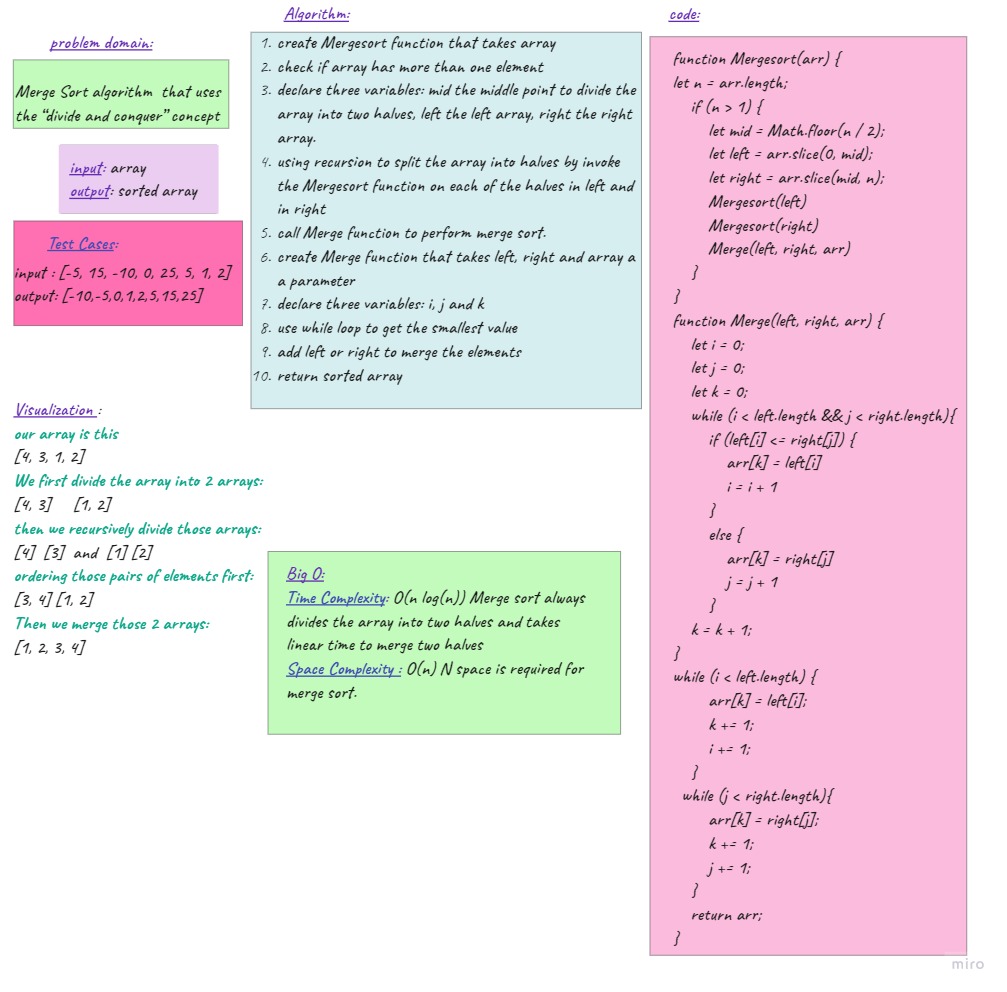 problem domain:
Merge Sort algorithm that uses
the “divide and conquer” concept
input: array
output: sorted array
Test Cases:
input : [-5, 15, -10, 0, 25, 5, 1, 2]
output: [-10,-5,0,1,2,5,15,25]
Visualization :
our array is this
[4, 3, 1, 2]
We first divide the array into 2 arrays:
[4, 3] [1, 2]
then we recursively divide those arrays:
[4] [3] and [1] [2]
ordering those pairs of elements first:
[3, 4] [1, 2]
Then we merge those 2 arrays:
[1, 2, 3, 4]
Algorithm:
1. create Mergesort function that takes array
2. check if array has more than one element
3. declare three variables: mid the middle point to divide the
array into two halves, left the left array, right the right
array.
4. using recursion to split the array into halves by invoke
the Mergesort function on each of the halves in left and
in right
5. call Merge function to perform merge sort.
6. create Merge function that takes left, right and array a
a parameter
7. declare three variables: i, j and k
8. use while loop to get the smallest value
9. add left or right to merge the elements
10. return sorted array
Big O:
Time Complexity: O(n log(n)) Merge sort always
divides the array into two halves and takes
linear time to merge two halves
Space Complexity : O(n) N space is required for
merge sort.
code:
function Mergesort(arr) {
let n = arr.length;
if (n > 1) {
let mid = Math.floor(n / 2);
let left = arr.slice(0, mid);
let right = arr.slice(mid, n);
Mergesort(left)
Mergesort(right)
Merge(left, right, arr)
}
}
function Merge(left, right, arr) {
let i = 0;
let j = 0;
let k = 0;
while (i < left.length && j < right.length){
if (left[i] <= right[j]) {
arr[k] = left[i]
i = i + 1
}
else {
arr[k] = right[j]
j = j + 1
}
k = k + 1;
}
while (i < left.length) {
arr[k] = left[i];
k += 1;
i += 1;
}
while (j < right.length){
arr[k] = right[j];
k += 1;
j += 1;
}
return arr;
}
miro